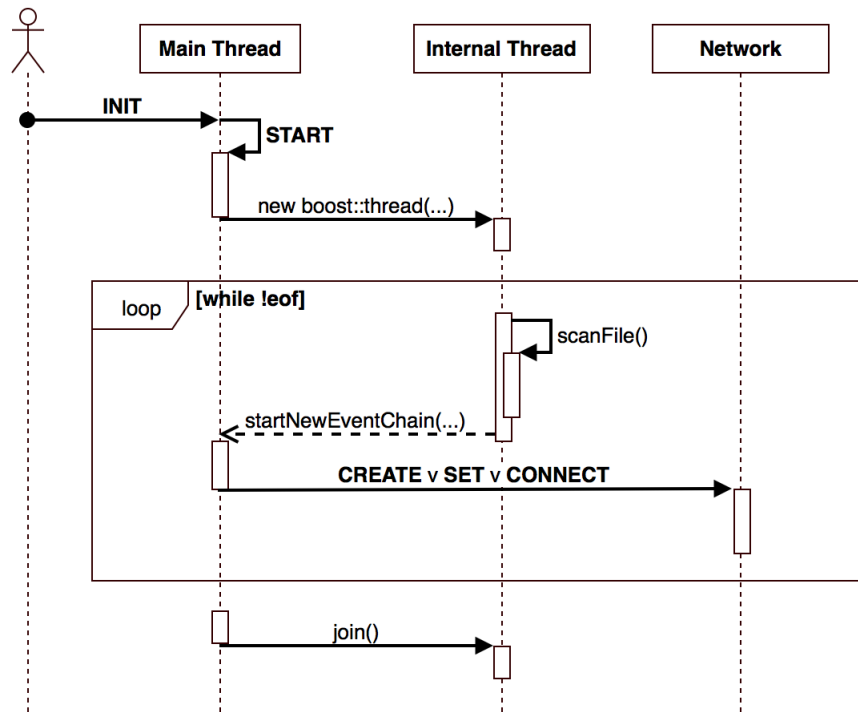 Main Thread
Internal Thread
Network
INIT
START
new boost::thread(...)
loop
[while !eof]
scanFile()
startNewEventChain(...)
CREATE v SET v CONNECT
join()